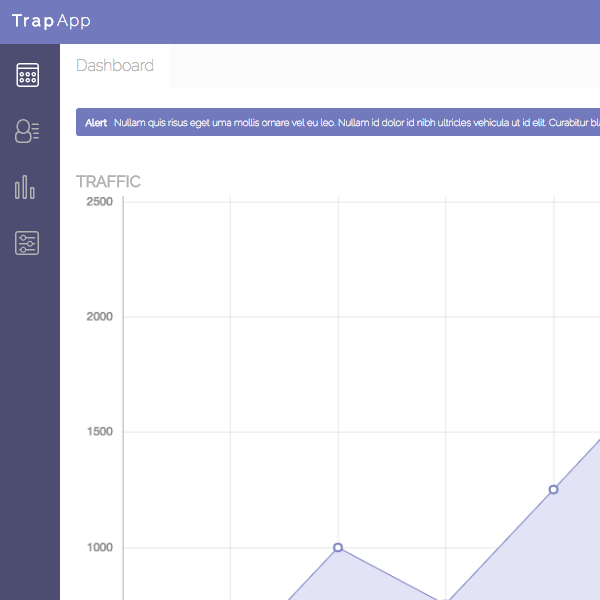 TrapApp
Dashboard
Alert Nullam quis risus eget urna mollis ornare vel eu leo. Nullam id dolor id nibh ultricies vehicula ut id elit. Curabitur
TRAFFIC
2500
2000
1500
1000